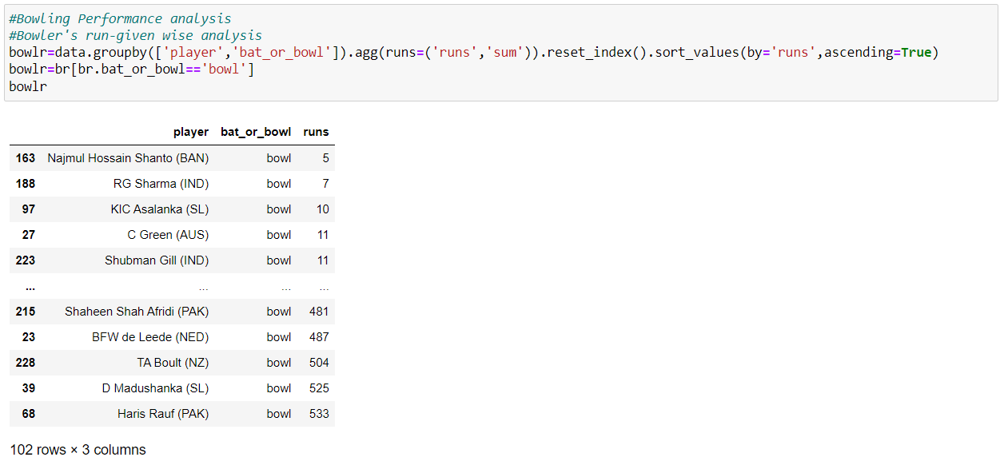 #Bowling Performance analysis
#Bowler's run-given wise analysis
bowlr=data.groupby(['player','bat_or_bowl']).agg(runs=('runs','sum')).reset_index().sort_values(by='runs',ascending=True)
bowlr=br[br.bat_or_bowl=='bowl']
bowlr
player bat_or_bowl runs
163 Najmul Hossain Shanto (BAN) bowl 5
188 RG Sharma (IND) bowl 7
97 KIC Asalanka (SL) bowl 10
27 C Green (AUS) bowl 11
223 Shubman Gill (IND) bowl 11
... ... ... ...
215 Shaheen Shah Afridi (PAK) bowl 481
23 BFW de Leede (NED) bowl 487
228 TA Boult (NZ) bowl 504
39 D Madushanka (SL) bowl 525
68 Haris Rauf (PAK) bowl 533
102 rows × 3 columns